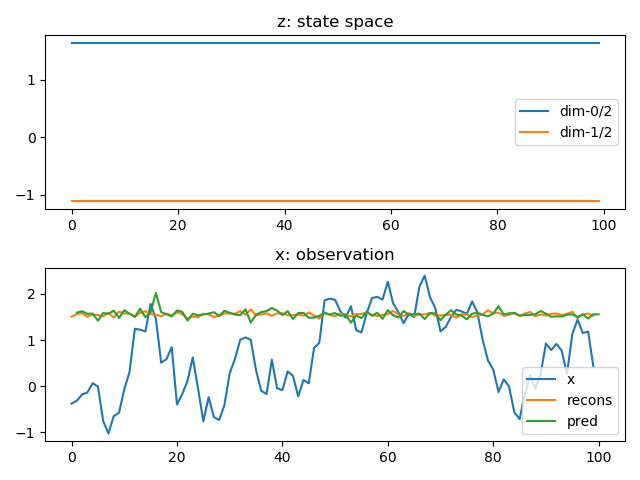 z: state space
1
0
−1
dim-0/2
dim-1/2
0 20 40 60 80 100
x: observation
2
1
0
−1
x
recons
pred
0 20 40 60 80 100